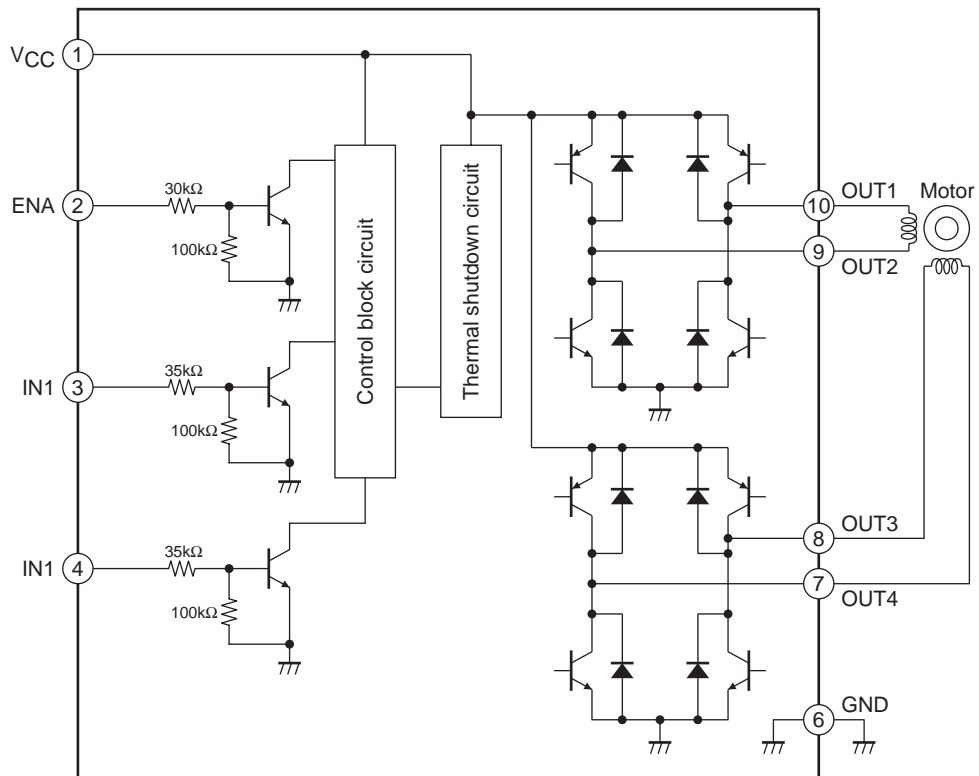 VCC 1
ENA 2
30kΩ
100kΩ
IN1 3
35kΩ
100kΩ
IN1 4
35kΩ
100kΩ
Control block circuit
Thermal shutdown circuit
10 OUT1
Motor
9 OUT2
8 OUT3
7 OUT4
6 GND